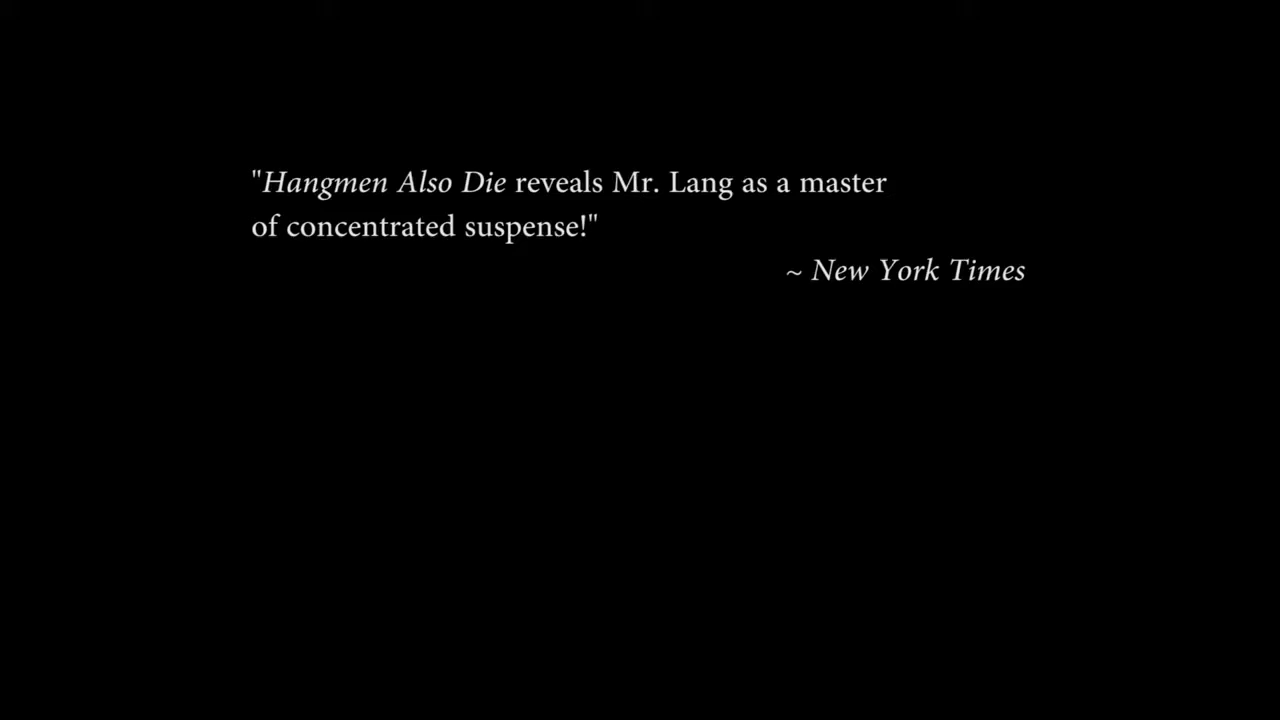 "Hangmen Also Die reveals Mr. Lang as a master
of concentrated suspense!"
~ New York Times